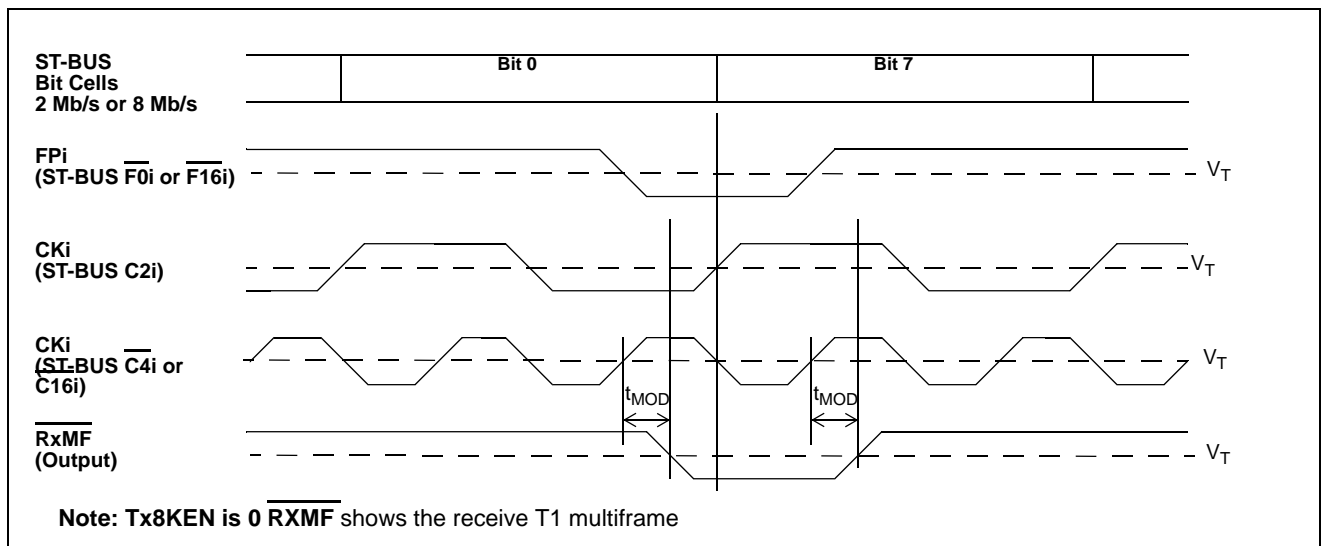 ST-BUS
Bit Cells
2 Mb/s or 8 Mb/s
Bit 0
Bit 7
FPi
(ST-BUS F0i or F16i)
VT
CKi
(ST-BUS C2i)
VT
CKi
(ST-BUS C4i or
C16i)
VT
tMOD
tMOD
RxMF
(Output)
VT
Note: Tx8KEN is 0 RXMF shows the receive T1 multiframe